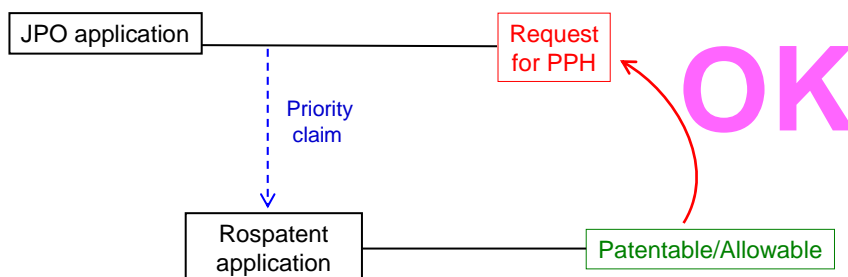 JPO application
Request
for PPH
OK
Priority
claim
Rospatent
application
Patentable/Allowable